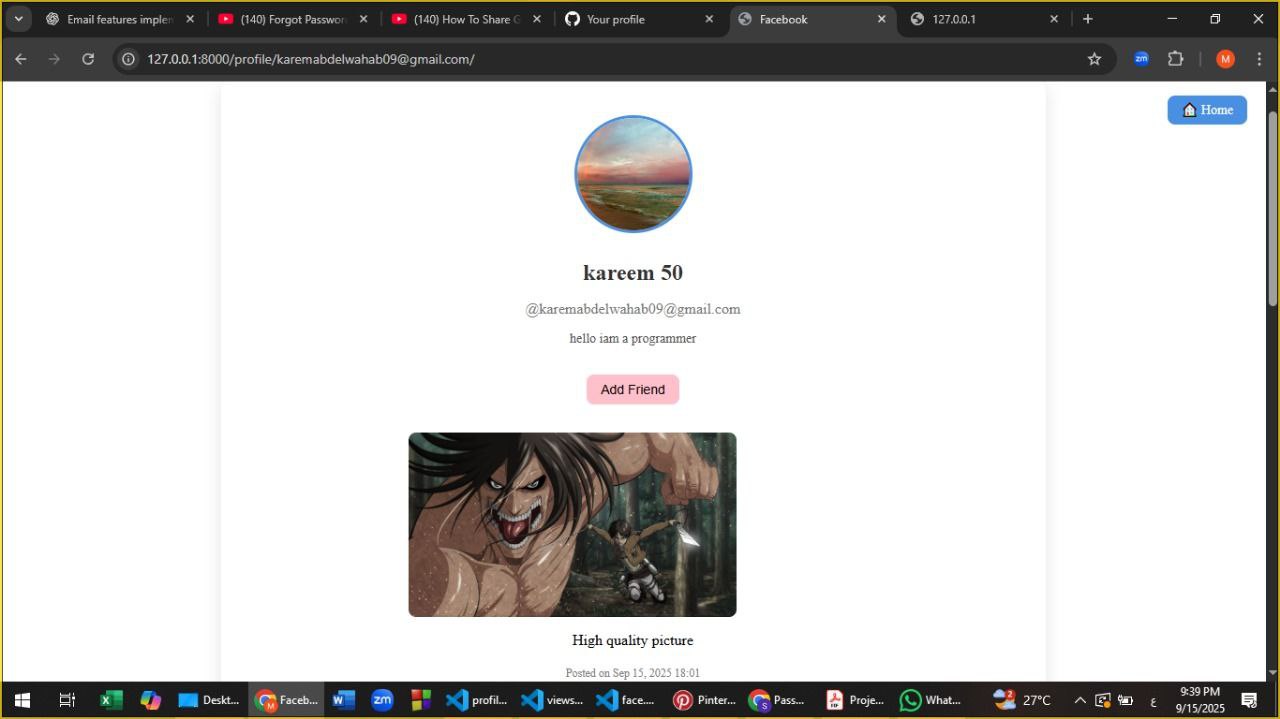 Email features implen
(140) Forgot Passwor
(140) How To Share G
Your profile
Facebook
127.0.0.1
127.0.0.1:8000/profile/karemabdelwahab09@gmail.com/
zm
M
Home
kareem 50
@karemabdelwahab09@gmail.com
hello iam a programmer
Add Friend
High quality picture
Posted on Sep 15, 2025 18:01
Deskt...
Faceb...
zm
profil...
views...
face....
Pinter...
Pass...
Proje...
What...
2
27°C
ع
9:39 PM
9/15/2025